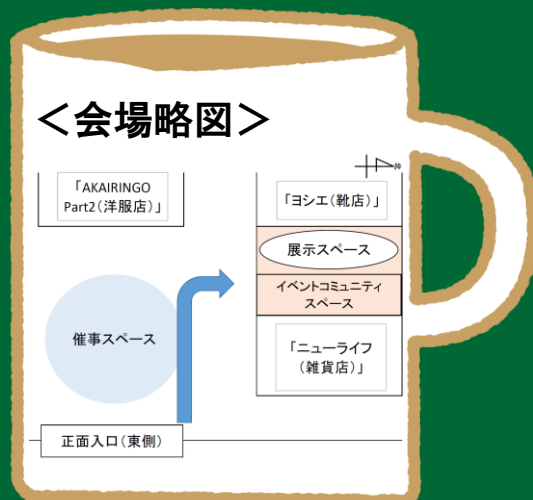 ＜会場略図＞
「AKAIRINGO
Part2（洋服店）」
「ヨシエ（靴店）」
展示スペース
イベントコミュニティ
スペース
催事スペース
「ニューライフ
（雑貨店）」
正面入口（東側）